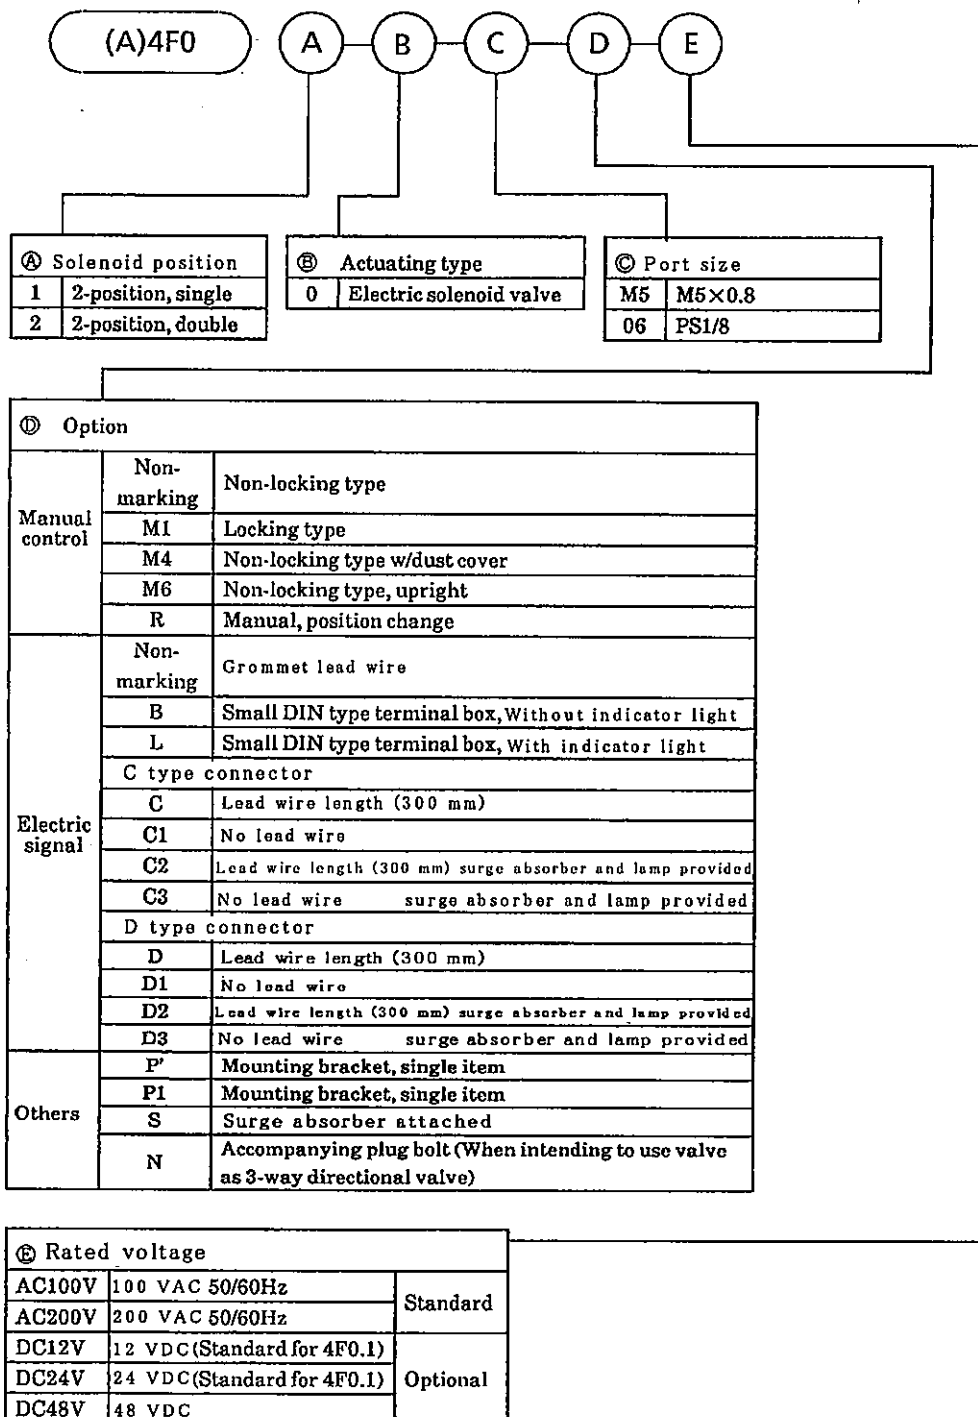 (A)4F0 A B C D E
Ⓐ Solenoid position
1 2-position, single
2 2-position, double
Ⓑ Actuating type
0 Electric solenoid valve
Ⓒ Port size
M5 M5×0.8
06 PS1/8
Ⓓ Option
Manual control
Non-marking Non-locking type
M1 Locking type
M4 Non-locking type w/dust cover
M6 Non-locking type, upright
R Manual, position change
Electric signal
Non-marking Grommet lead wire
B Small DIN type terminal box, Without indicator light
L Small DIN type terminal box, With indicator light
C type connector
C Lead wire length (300 mm)
C1 No lead wire
C2 Lead wire length (300 mm) surge absorber and lamp provided
C3 No lead wire surge absorber and lamp provided
D type connector
D Lead wire length (300 mm)
D1 No lead wire
D2 Lead wire length (300 mm) surge absorber and lamp provided
D3 No lead wire surge absorber and lamp provided
Others
P' Mounting bracket, single item
P1 Mounting bracket, single item
S Surge absorber attached
N Accompanying plug bolt (When intending to use valve
as 3-way directional valve)
Ⓔ Rated voltage
AC100V 100 VAC 50/60Hz
Standard
AC200V 200 VAC 50/60Hz
DC12V 12 VDC(Standard for 4F0.1)
DC24V 24 VDC(Standard for 4F0.1) Optional
DC48V 48 VDC